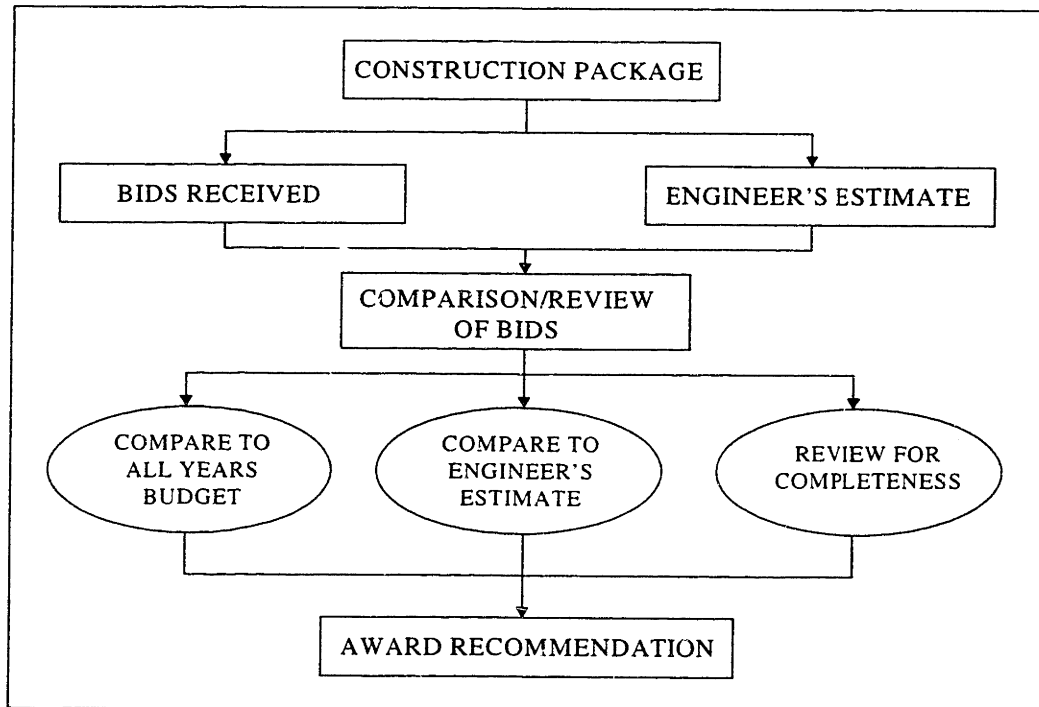 CONSTRUCTION PACKAGE
BIDS RECEIVED
ENGINEER'S ESTIMATE
COMPARISON/REVIEW
OF BIDS
COMPARE TO
ALL YEARS
BUDGET
COMPARE TO
ENGINEER'S
ESTIMATE
REVIEW FOR
COMPLETENESS
AWARD RECOMMENDATION